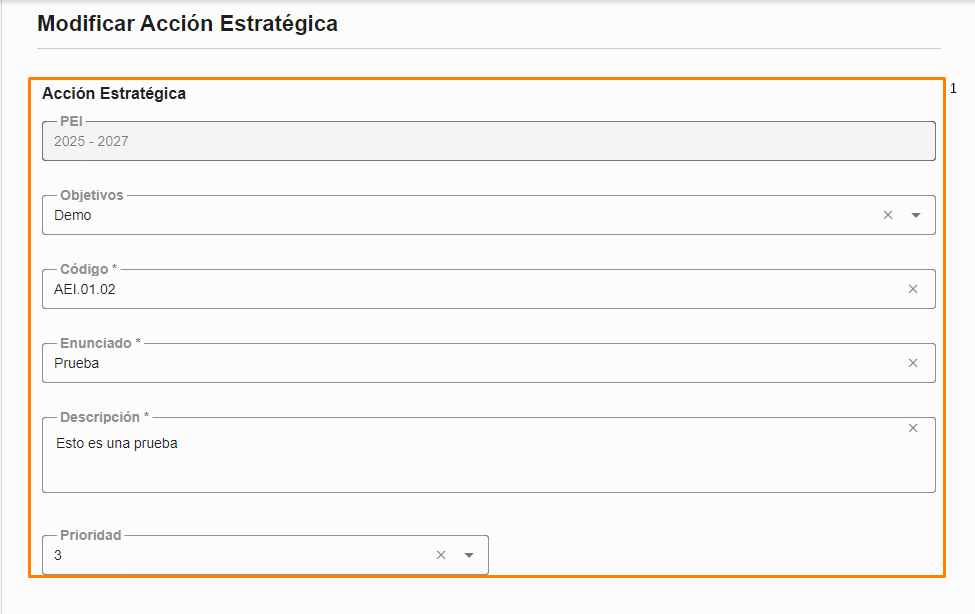 Modificar Acción Estratégica
1
Acción Estratégica
PEI
2025 - 2027
Objetivos
Demo
Código *
AEI.01.02
Enunciado *
Prueba
Descripción *
Esto es una prueba
Prioridad
3